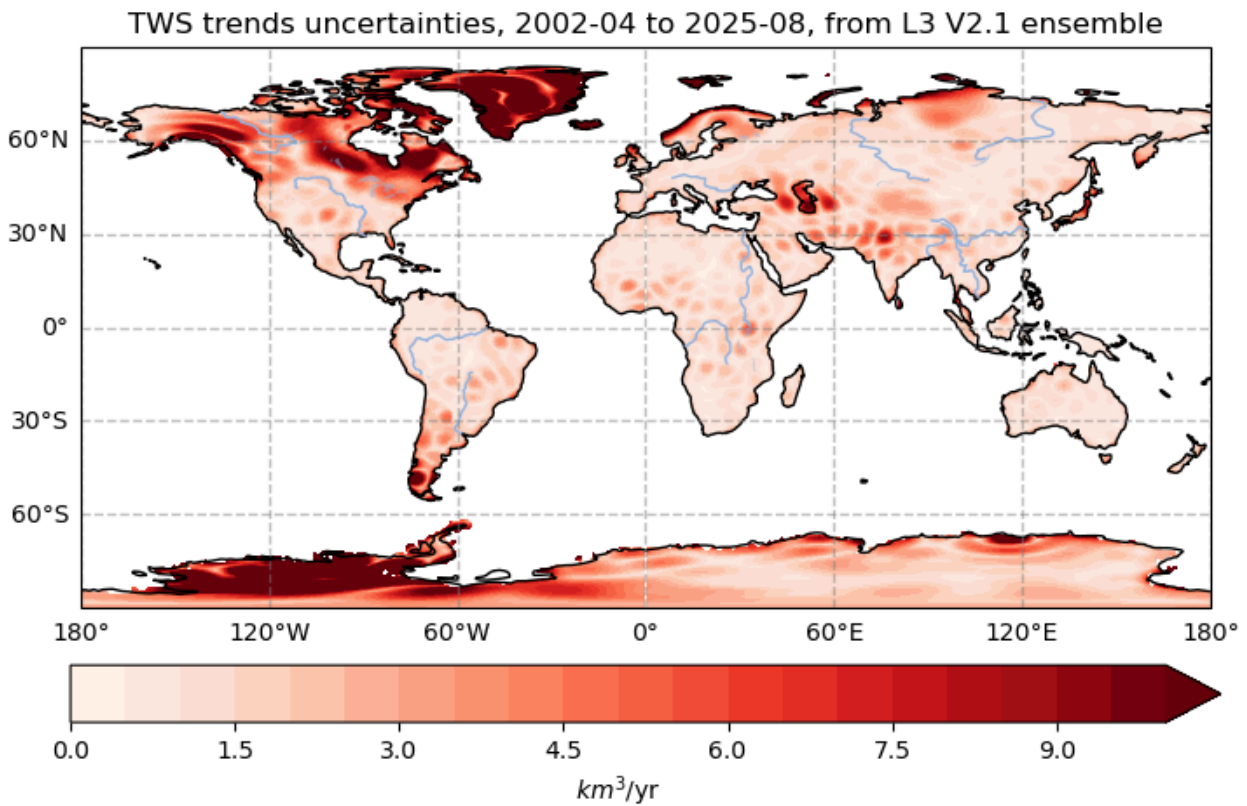 TWS trends uncertainties, 2002-04 to 2025-08, from L3 V2.1 ensemble
60°N
30°N
0°
30°S
60°S
180° 120°W 60°W 0° 60°E 120°E 180°
0.0 1.5 3.0 4.5 6.0 7.5 9.0
km³/yr